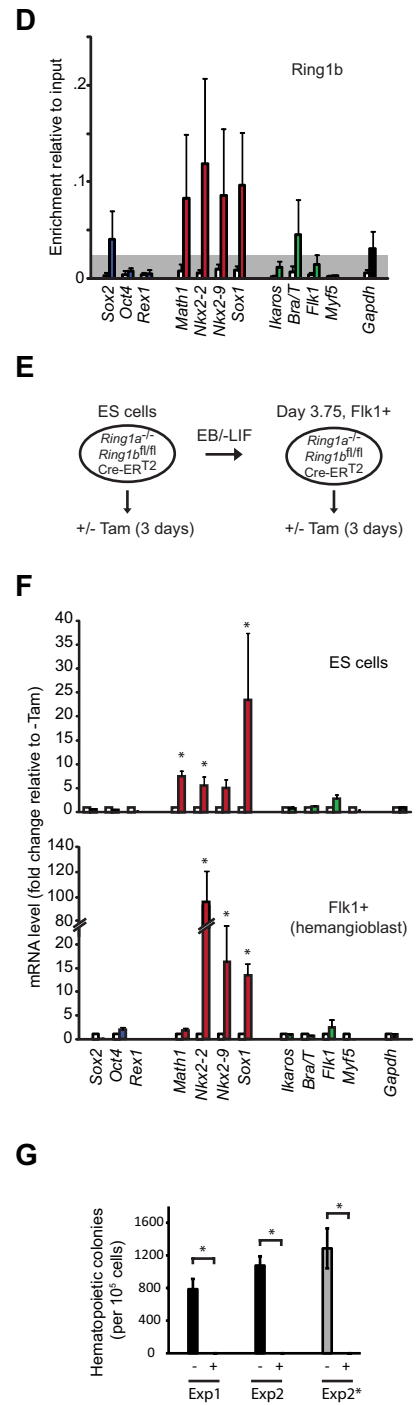 D
Ring1b
Enrichment relative to input
.2
.1
0
Sox2
Oct4
Rex1
Math1
Nkx2-2
Nkx2-9
Sox1
Ikaros
Bra/T
Flk1
Myf5
Gapdh
E
ES cells
Ring1a-/-
Ring1bfl/fl
Cre-ERT2
EB/-LIF
Day 3.75, Flk1+
Ring1a-/-
Ring1bfl/fl
Cre-ERT2
+/- Tam (3 days)
+/- Tam (3 days)
F
mRNA level (fold change relative to -Tam)
40
35
30
25
20
15
10
5
0
* * *
ES cells
140
120
100
80
20
15
10
5
0
* * *
Flk1+
(hemangioblast)
Sox2
Oct4
Rex1
Math1
Nkx2-2
Nkx2-9
Sox1
Ikaros
Bra/T
Flk1
Myf5
Gapdh
G
Hematopoietic colonies
(per 10⁵ cells)
1600
1200
800
400
0
* * *
- + - + - +
Exp1 Exp2 Exp2*